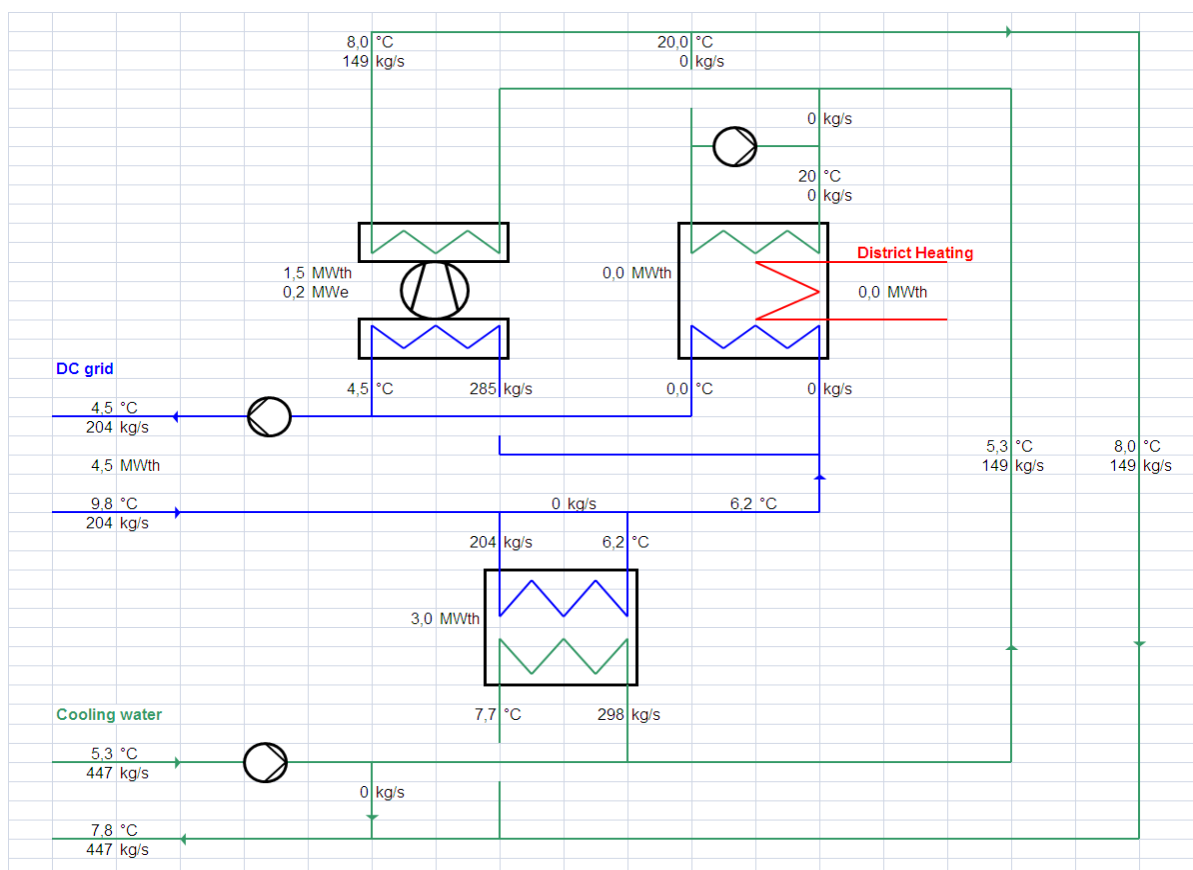 8,0 °C 20,0 °C
149 kg/s 0 kg/s
0 kg/s
20 °C
0 kg/s
District Heating
1,5 MWth 0,0 MWth
0,2 MWe 0,0 MWth
DC grid
4,5 °C 285 kg/s 0,0 °C 0 kg/s
4,5 °C
204 kg/s
5,3 °C 8,0 °C
4,5 MWth 149 kg/s 149 kg/s
9,8 °C 0 kg/s 6,2 °C
204 kg/s
204 kg/s 6,2 °C
3,0 MWth
Cooling water 7,7 °C 298 kg/s
5,3 °C
447 kg/s
0 kg/s
7,8 °C
447 kg/s